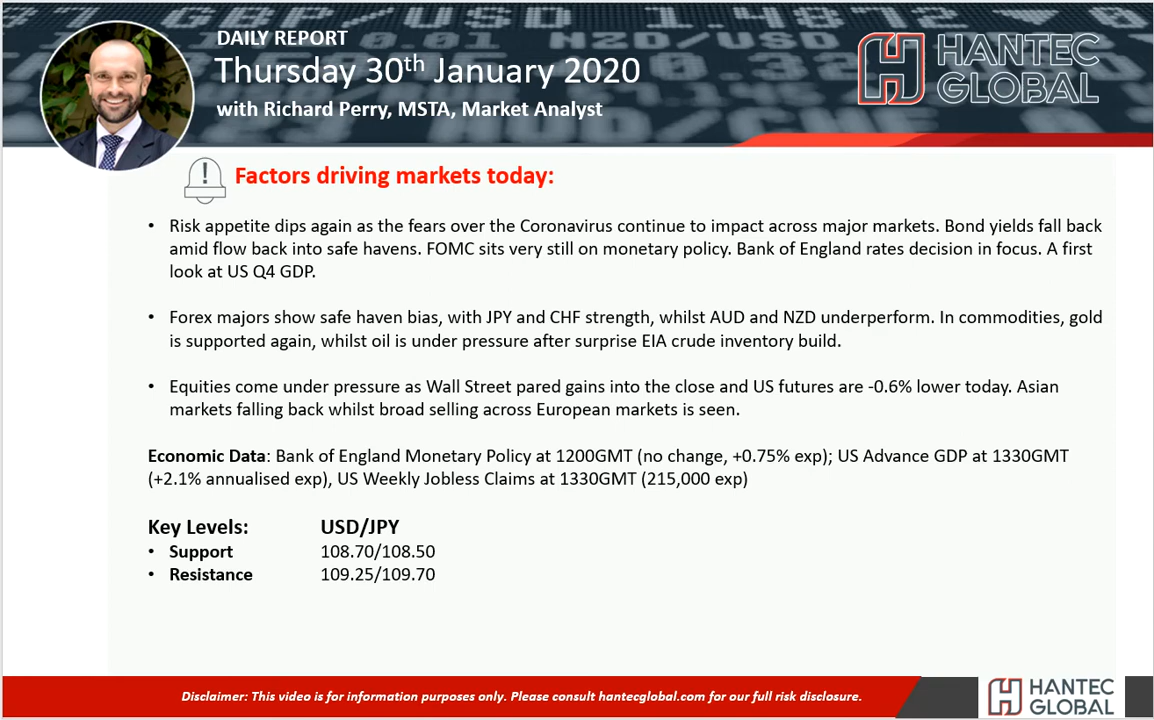 GBP/USD 1.4872
NZD/USD
AUD/CHF
DAILY REPORT
Thursday 30th January 2020
with Richard Perry, MSTA, Market Analyst
HANTEC
GLOBAL
!
Factors driving markets today:
• Risk appetite dips again as the fears over the Coronavirus continue to impact across major markets. Bond yields fall back
amid flow back into safe havens. FOMC sits very still on monetary policy. Bank of England rates decision in focus. A first
look at US Q4 GDP.
• Forex majors show safe haven bias, with JPY and CHF strength, whilst AUD and NZD underperform. In commodities, gold
is supported again, whilst oil is under pressure after surprise EIA crude inventory build.
• Equities come under pressure as Wall Street pared gains into the close and US futures are -0.6% lower today. Asian
markets falling back whilst broad selling across European markets is seen.
Economic Data: Bank of England Monetary Policy at 1200GMT (no change, +0.75% exp); US Advance GDP at 1330GMT
(+2.1% annualised exp), US Weekly Jobless Claims at 1330GMT (215,000 exp)
Key Levels: USD/JPY
• Support 108.70/108.50
• Resistance 109.25/109.70
Disclaimer: This video is for information purposes only. Please consult hantecglobal.com for our full risk disclosure.
HANTEC
GLOBAL